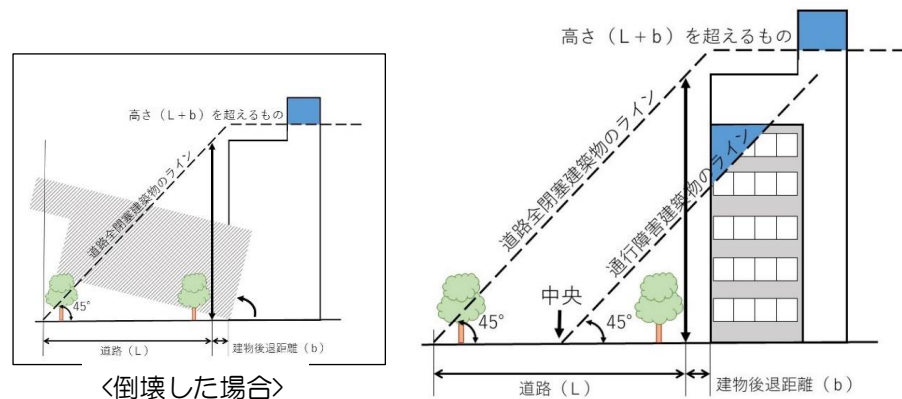 高さ（L+b）を超えるもの
道路全閉塞建築物のライン
45°
道路（L）
建物後退距離（b）
<倒壊した場合>
高さ（L+b）を超えるもの
道路全閉塞建築物のライン
通行障害建築物のライン
中央
45°
45°
道路（L）
建物後退距離（b）